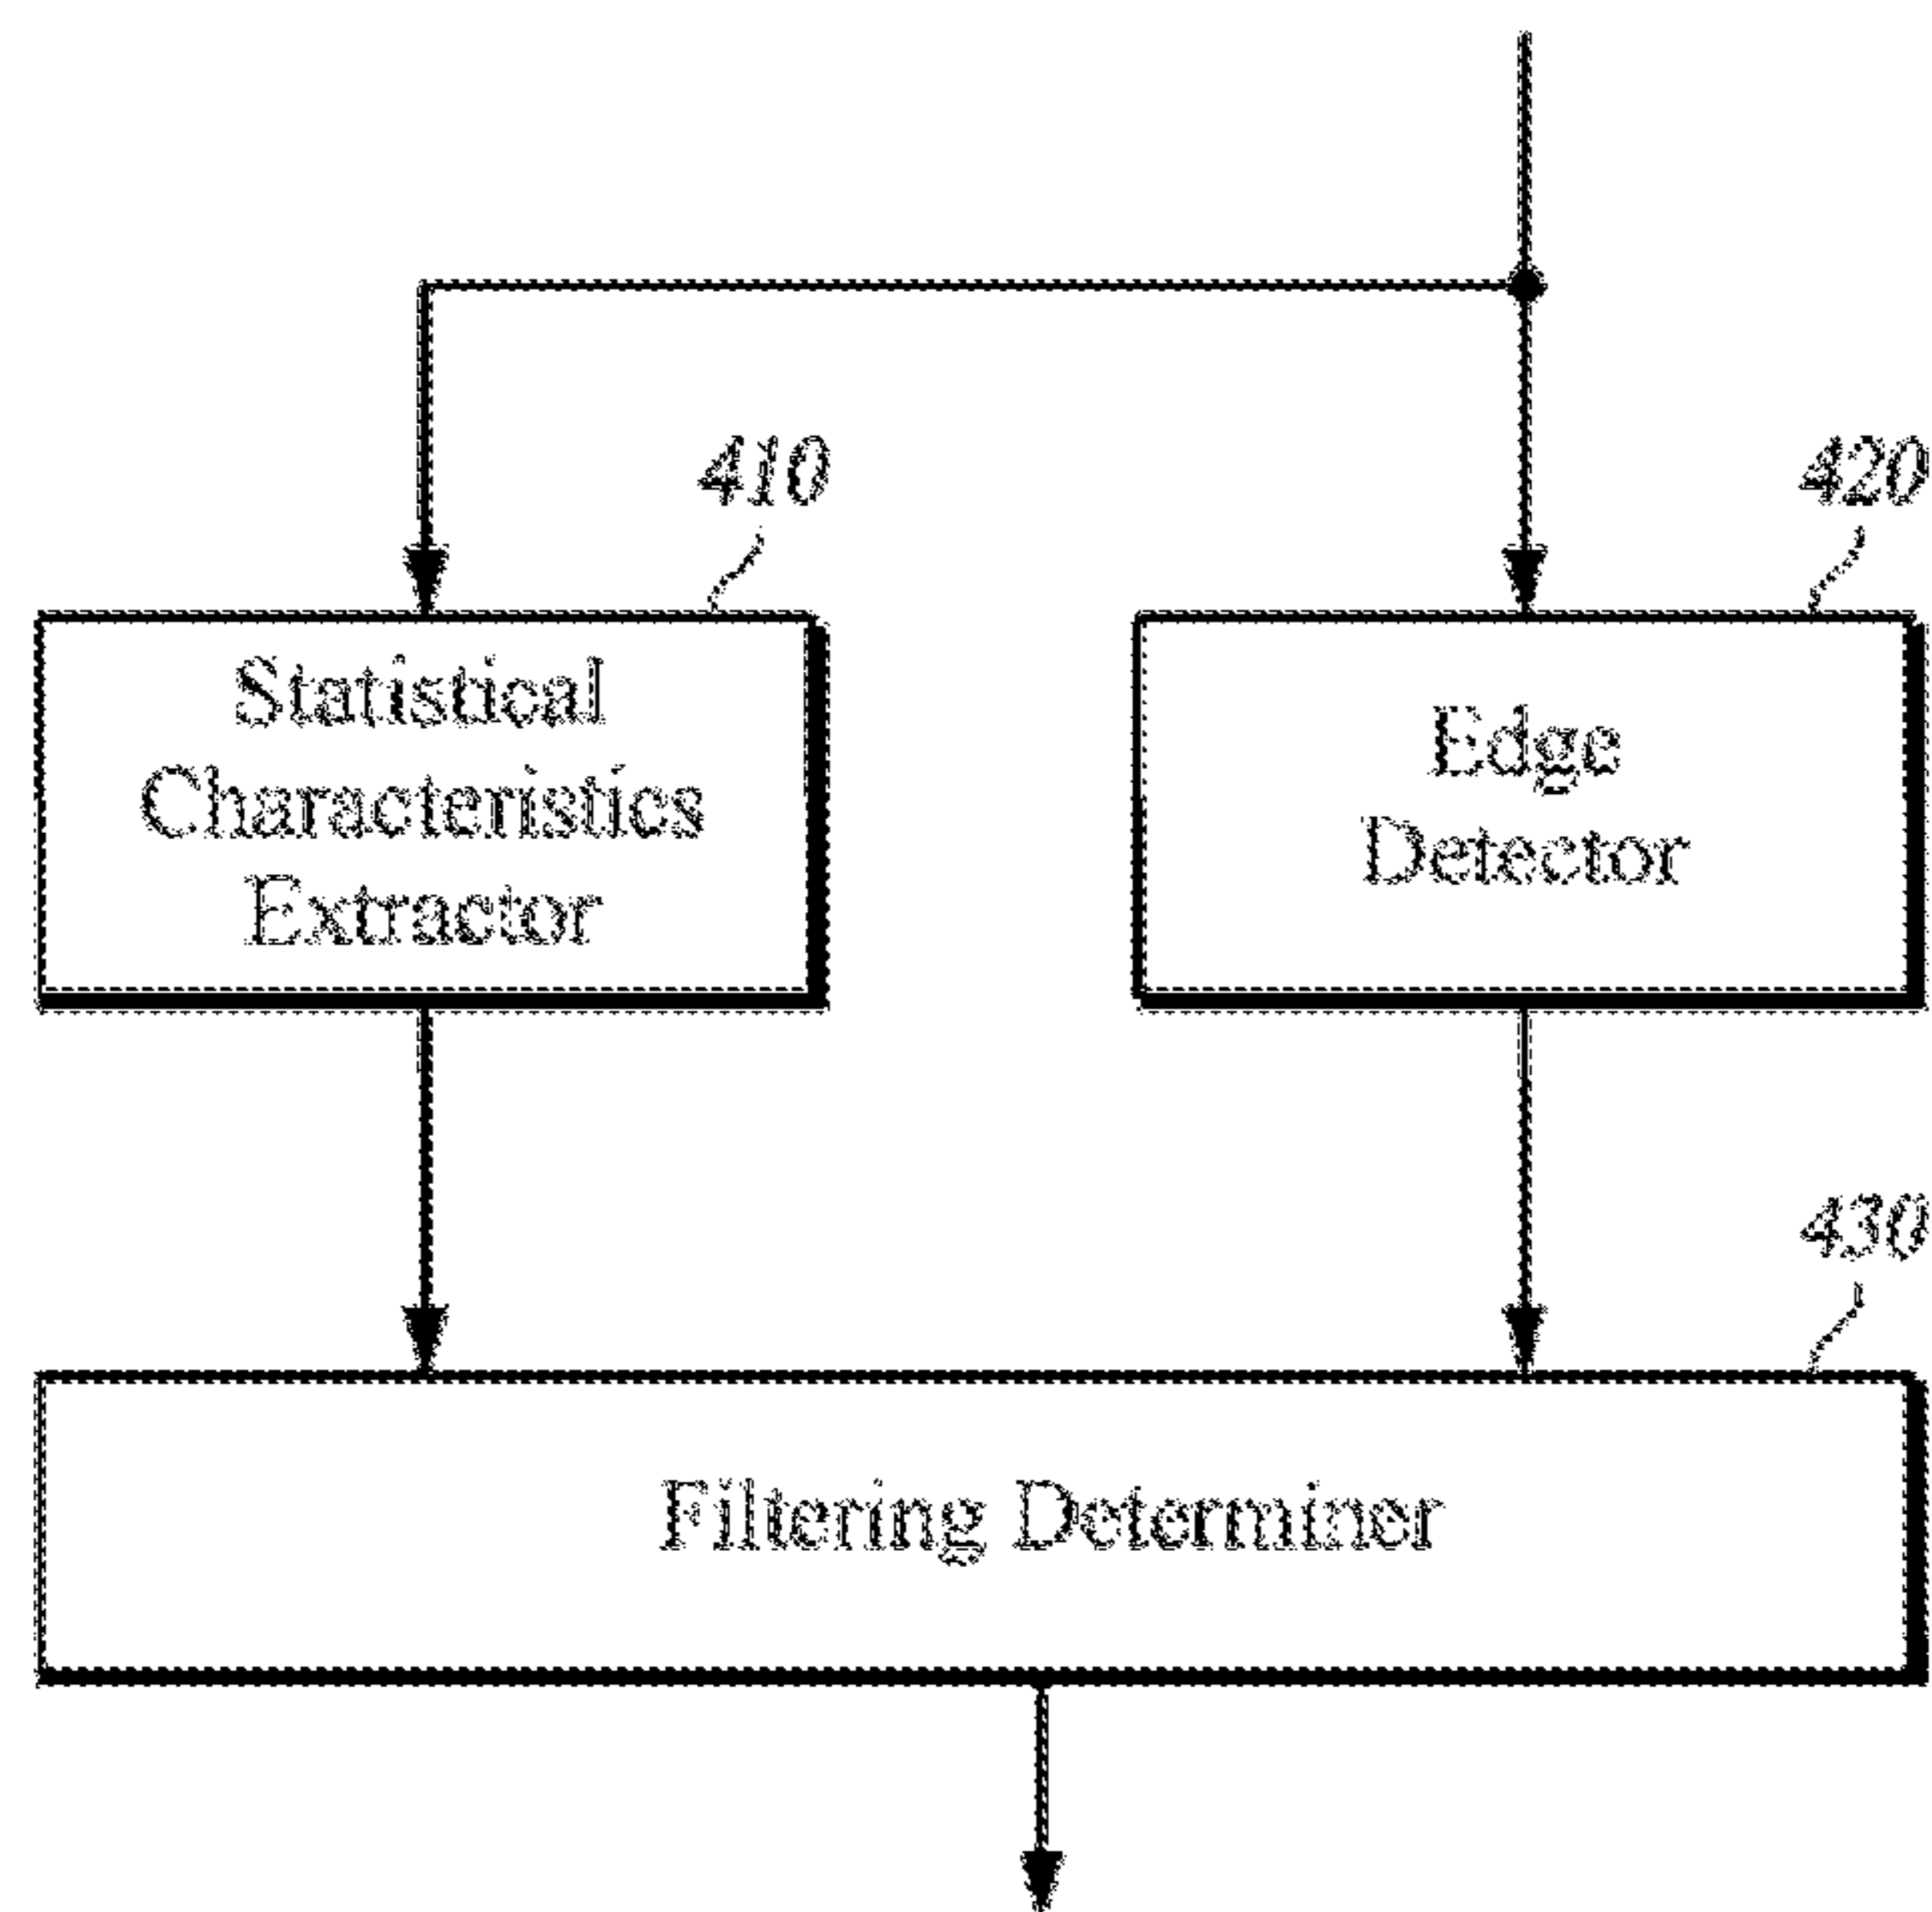 410
420
Statistical
Characteristics
Extractor
Edge
Detector
430
Filtering Determiner